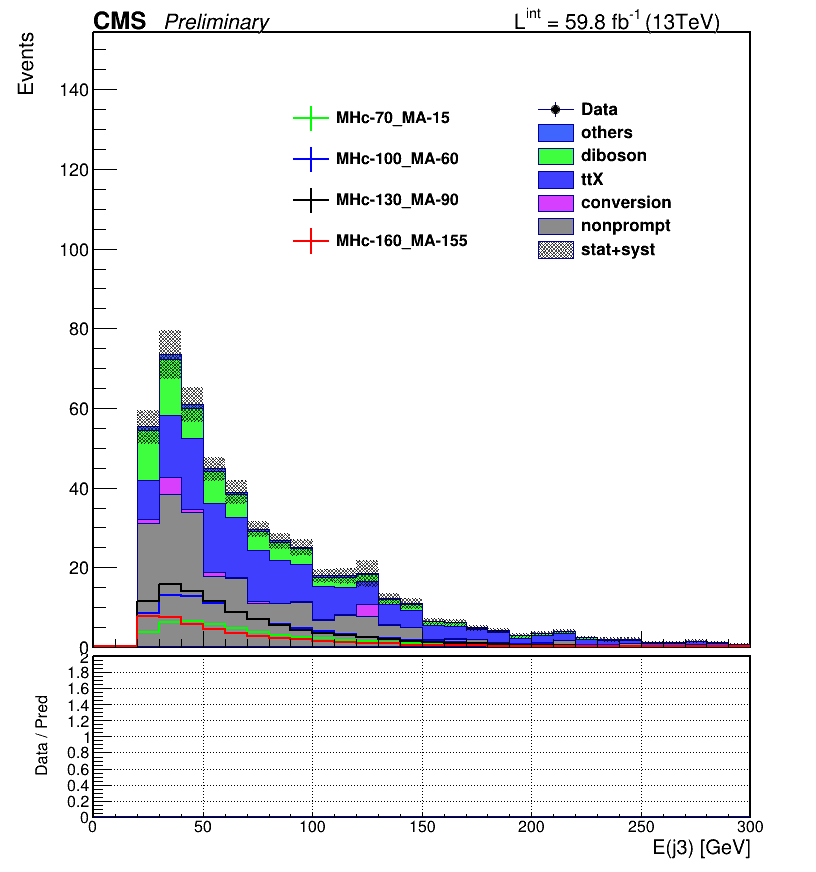 CMS Preliminary L^int = 59.8 fb^-1 (13TeV)
Events
140
120
100
80
60
40
20
0
MHc-70_MA-15
MHc-100_MA-60
MHc-130_MA-90
MHc-160_MA-155
Data
others
diboson
ttX
conversion
nonprompt
stat+syst
Data / Pred
2
1.8
1.6
1.4
1.2
1
0.8
0.6
0.4
0.2
0
0 50 100 150 200 250 300
E(j3) [GeV]